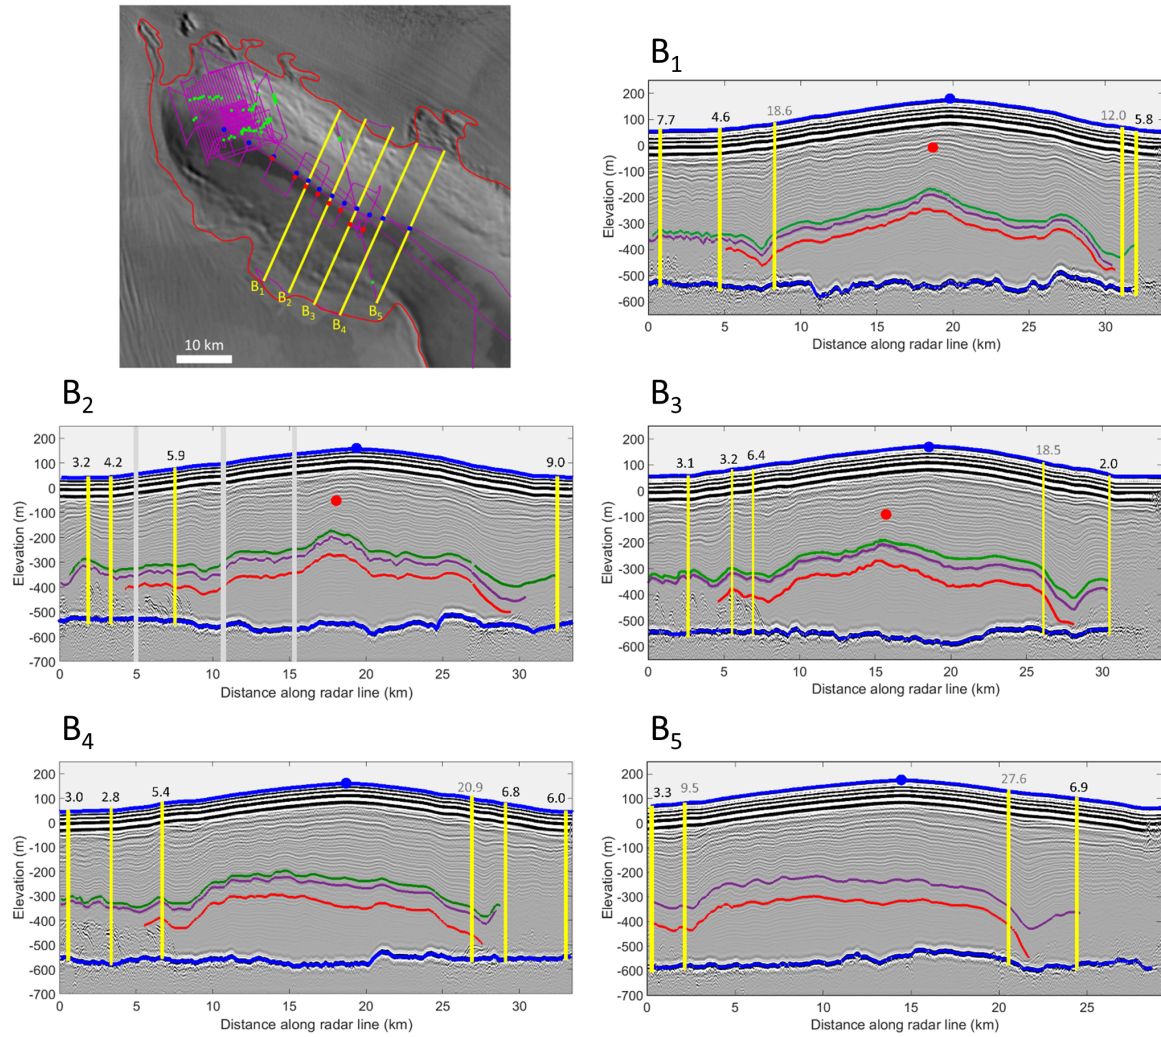 B1
B2
B3
B4
B5
10 km
B1
200
100
0
-100
-200
-300
-400
-500
-600
Elevation (m)
7.7 4.6 18.6 12.0 5.8
0 5 10 15 20 25 30
Distance along radar line (km)
B2
200
100
0
-100
-200
-300
-400
-500
-600
-700
Elevation (m)
3.2 4.2 5.9 9.0
0 5 10 15 20 25 30
Distance along radar line (km)
B3
200
100
0
-100
-200
-300
-400
-500
-600
Elevation (m)
3.1 3.2 6.4 18.5 2.0
0 5 10 15 20 25 30
Distance along radar line (km)
B4
200
100
0
-100
-200
-300
-400
-500
-600
-700
Elevation (m)
3.0 2.8 5.4 20.9 6.8 6.0
0 5 10 15 20 25 30
Distance along radar line (km)
B5
200
100
0
-100
-200
-300
-400
-500
-600
-700
Elevation (m)
3.3 9.5 27.6 6.9
5 10 15 20 25
Distance along radar line (km)